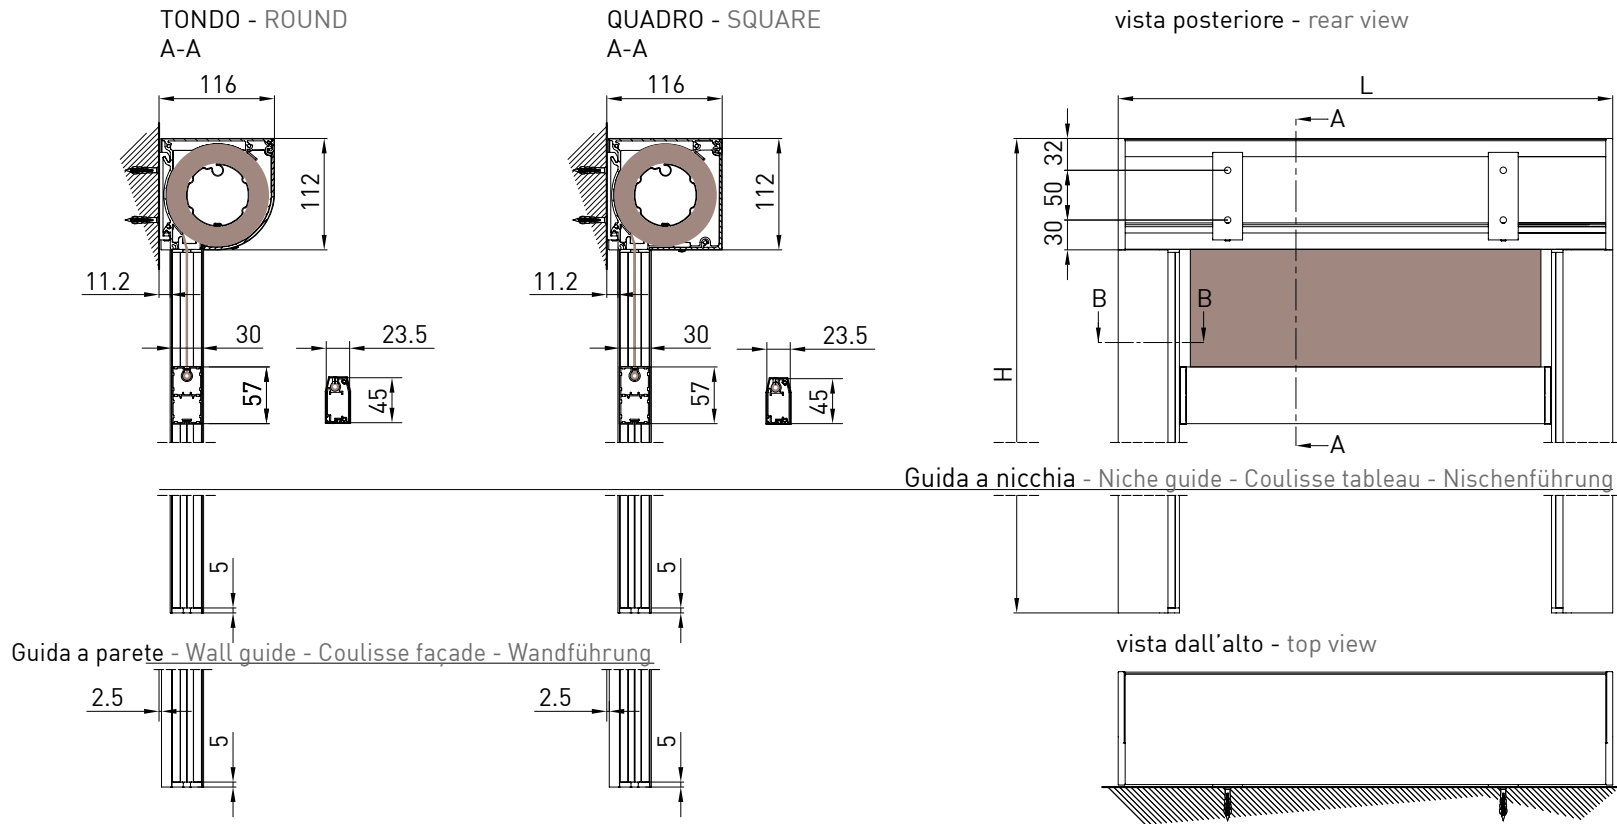 TONDO - ROUND
A-A
116
112
11.2
30
23.5
57
45
QUADRO - SQUARE
A-A
116
112
11.2
30
23.5
57
45
vista posteriore - rear view
L
A
32
50
30
B
B
H
A
Guida a nicchia - Niche guide - Coulisse tableau - Nischenführung
5
5
Guida a parete - Wall guide - Coulisse façade - Wandführung
2.5
5
2.5
5
vista dall'alto - top view